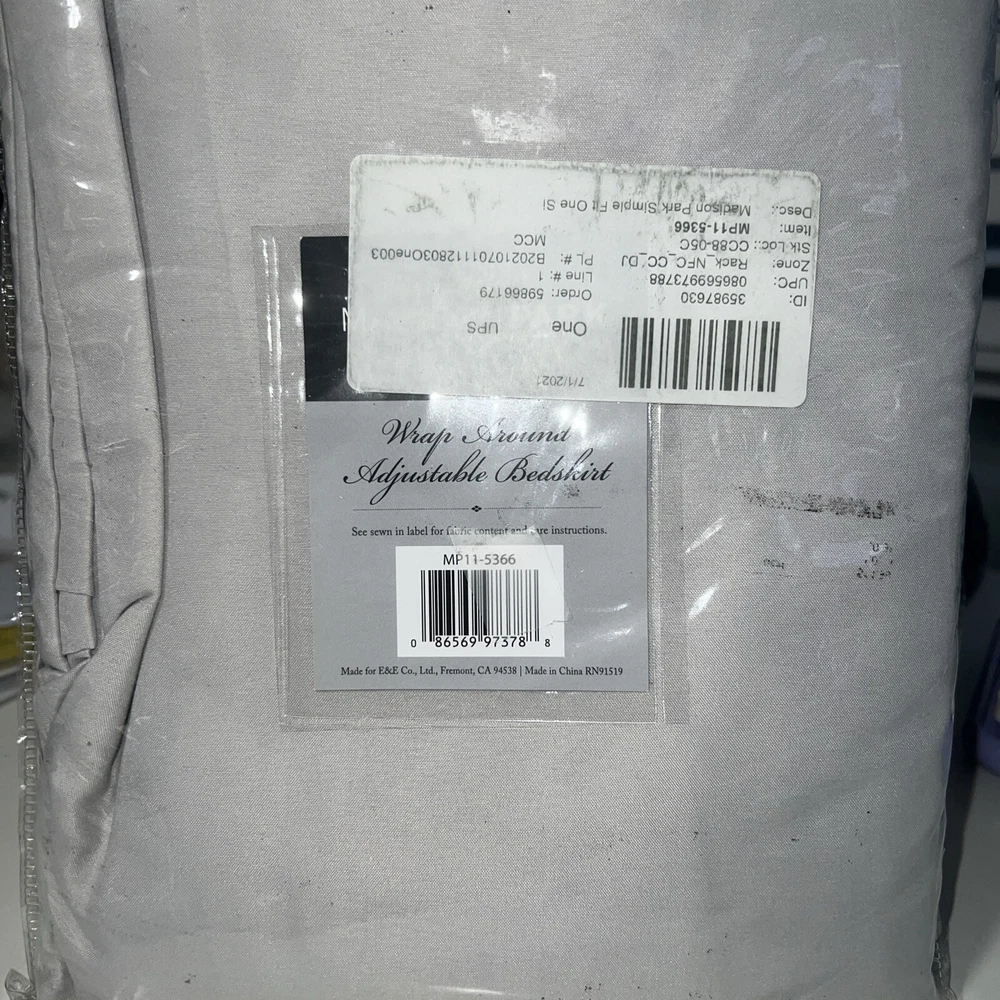 Desc.: Madison Park Simple Fit One Si
Item: MP11-5366
Stk Loc.: CC88-05C MCC
Zone: Rack_NFC_CC_DJ PL#: B20210701112803One003
UPC: 086569973788 Line #: 1
ID: 35987630 Order: 59866179
One UPS
7/1/2021
Wrap Around
Adjustable Bedskirt
See sewn in label for fabric content and care instructions.
MP11-5366
0 86569 97378 8
Made for E&E Co., Ltd., Fremont, CA 94538 | Made in China RN91519